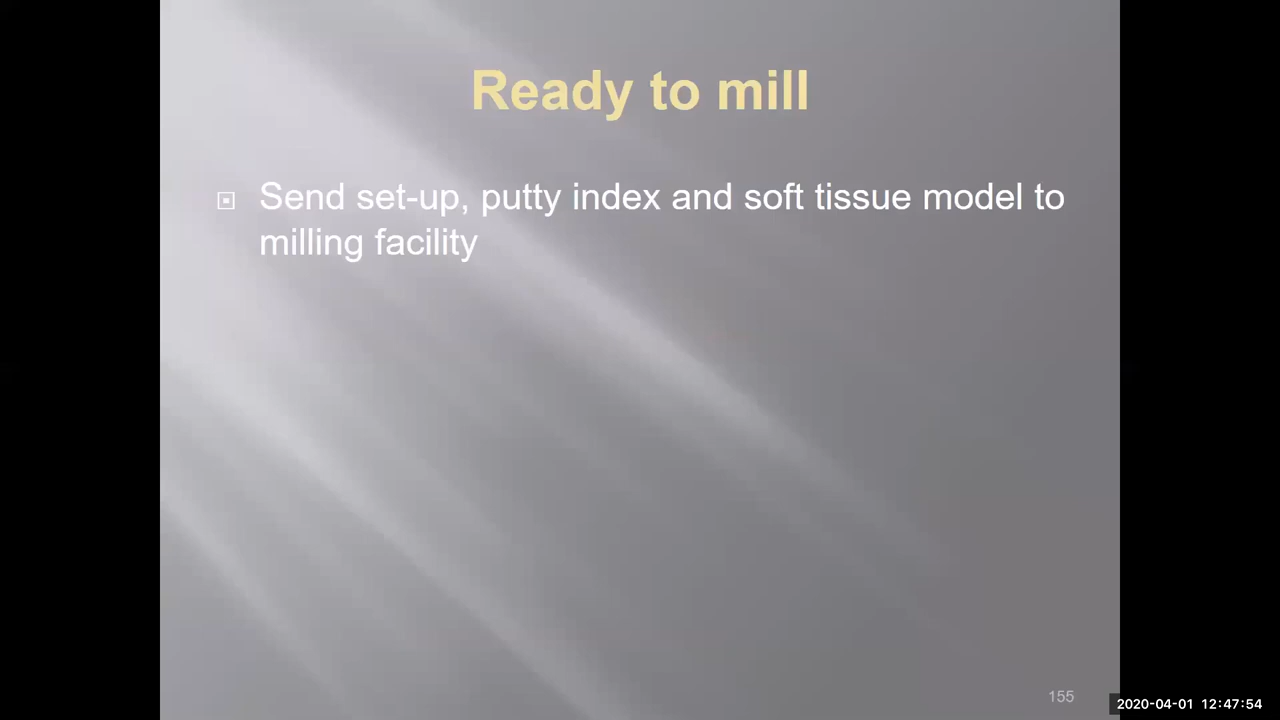 Ready to mill
Send set-up, putty index and soft tissue model to
milling facility
155
2020-04-01 12:47:54